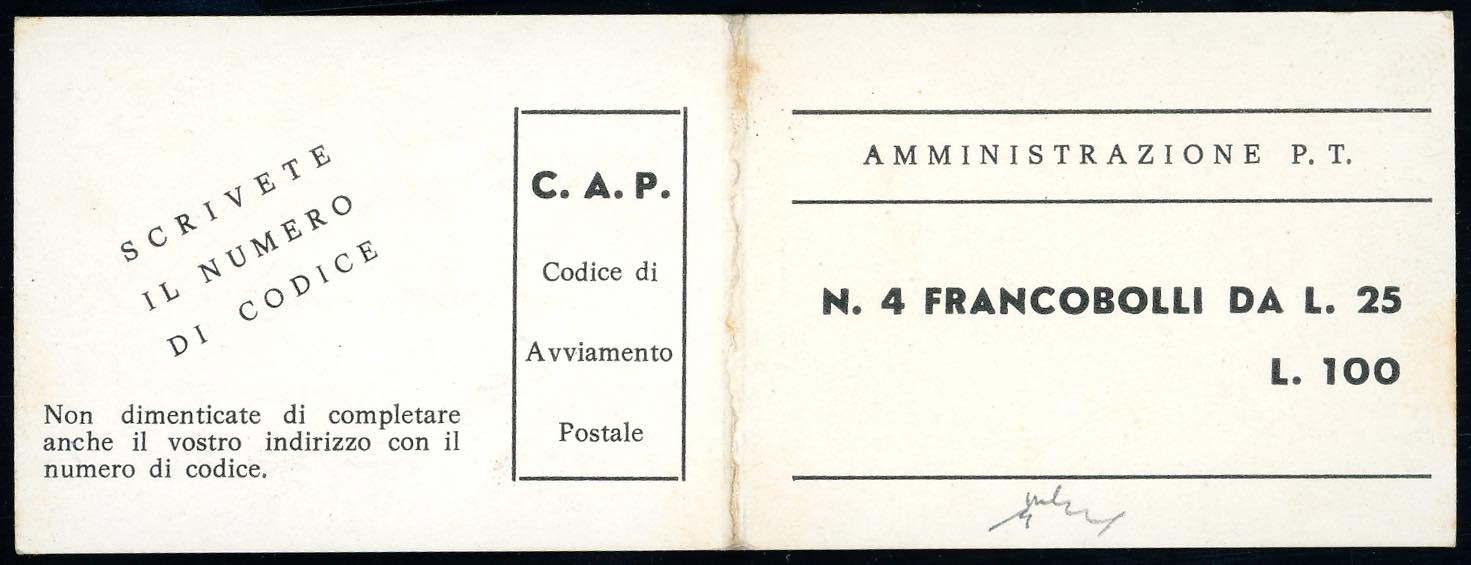 SCRIVETE
IL NUMERO
DI CODICE
Non dimenticate di completare
anche il vostro indirizzo con il
numero di codice.
C. A. P.
Codice di
Avviamento
Postale
AMMINISTRAZIONE P. T.
N. 4 FRANCOBOLLI DA L. 25
L. 100